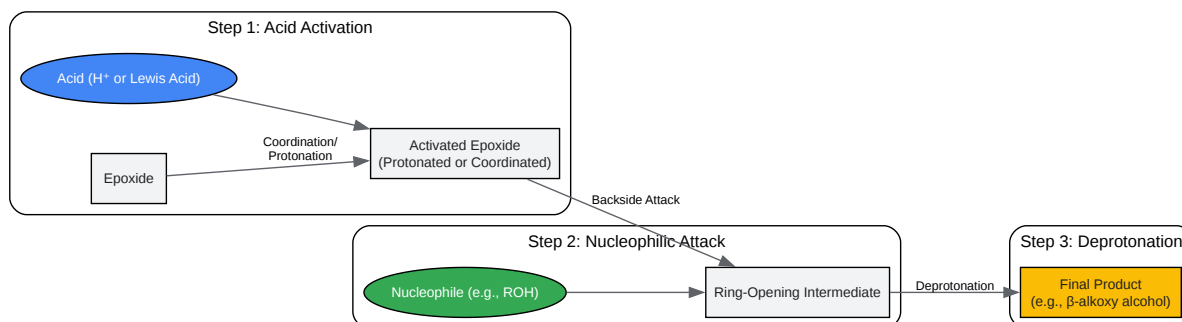 Step 1: Acid Activation
Acid (H⁺ or Lewis Acid)
Coordination/
Protonation
Activated Epoxide
(Protonated or Coordinated)
Epoxide
Backside Attack
Step 2: Nucleophilic Attack
Step 3: Deprotonation
Nucleophile (e.g., ROH)
Ring-Opening Intermediate
Deprotonation
Final Product
(e.g., β-alkoxy alcohol)